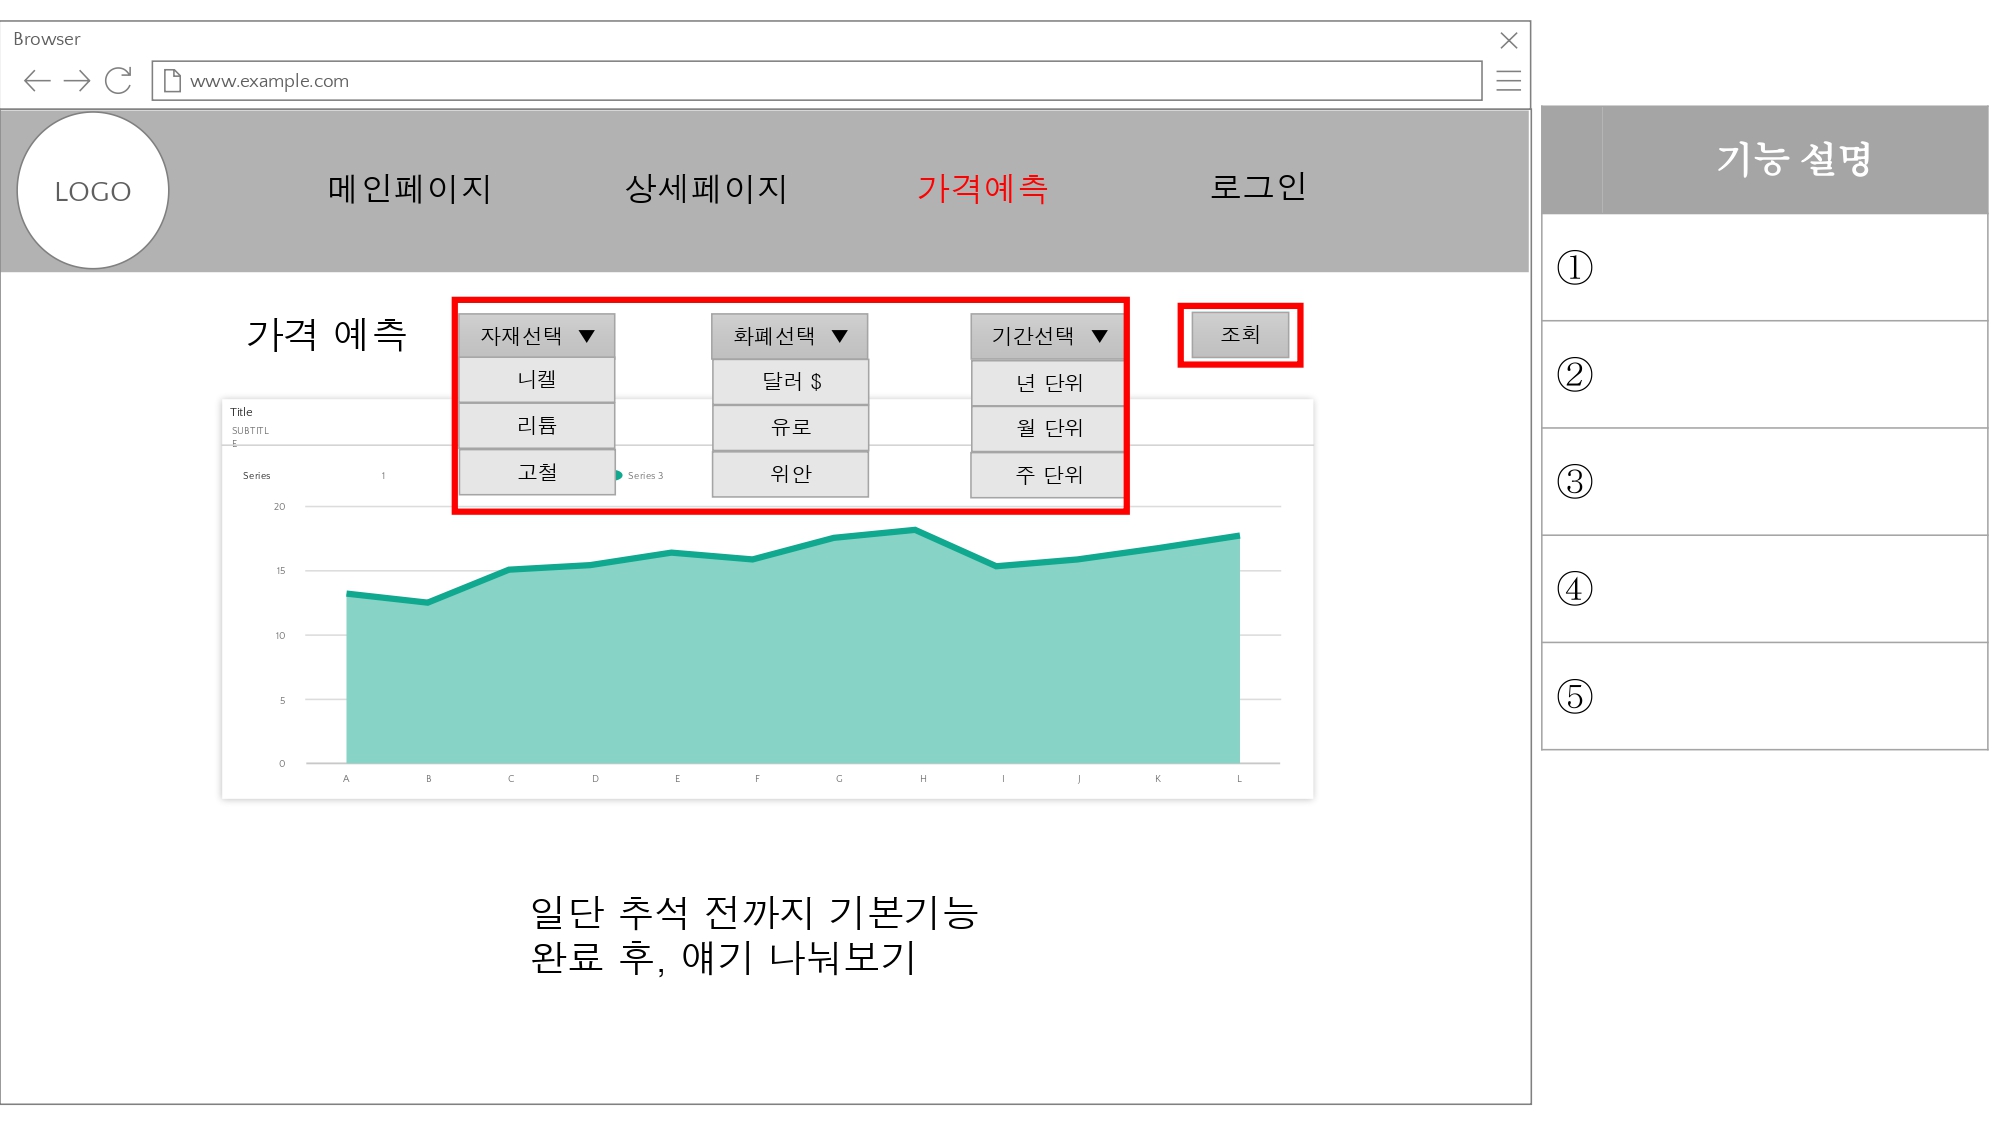 Browser
www.example.com
LOGO
메인페이지
상세페이지
가격예측
로그인
가격 예측
자재선택 ▼
니켈
리튬
고철
화폐선택 ▼
달러 $
유로
위안
기간선택 ▼
년 단위
월 단위
주 단위
조회
Title
SUBTITL
E
Series
1
Series 3
20
15
10
5
0
A B C D E F G H I J K L
일단 추석 전까지 기본기능
완료 후, 얘기 나눠보기
기능 설명
①
②
③
④
⑤